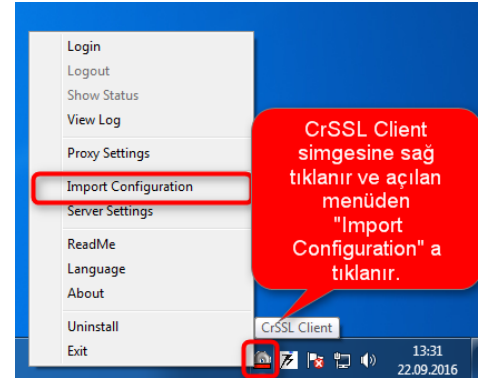 Login
Logout
Show Status
View Log
Proxy Settings
Import Configuration
Server Settings
ReadMe
Language
About
Uninstall
Exit
CrSSL Client
simgesine sağ
tıklanır ve açılan
menüden
"Import
Configuration" a
tıklanır.
CrSSL Client
13:31
22.09.2016